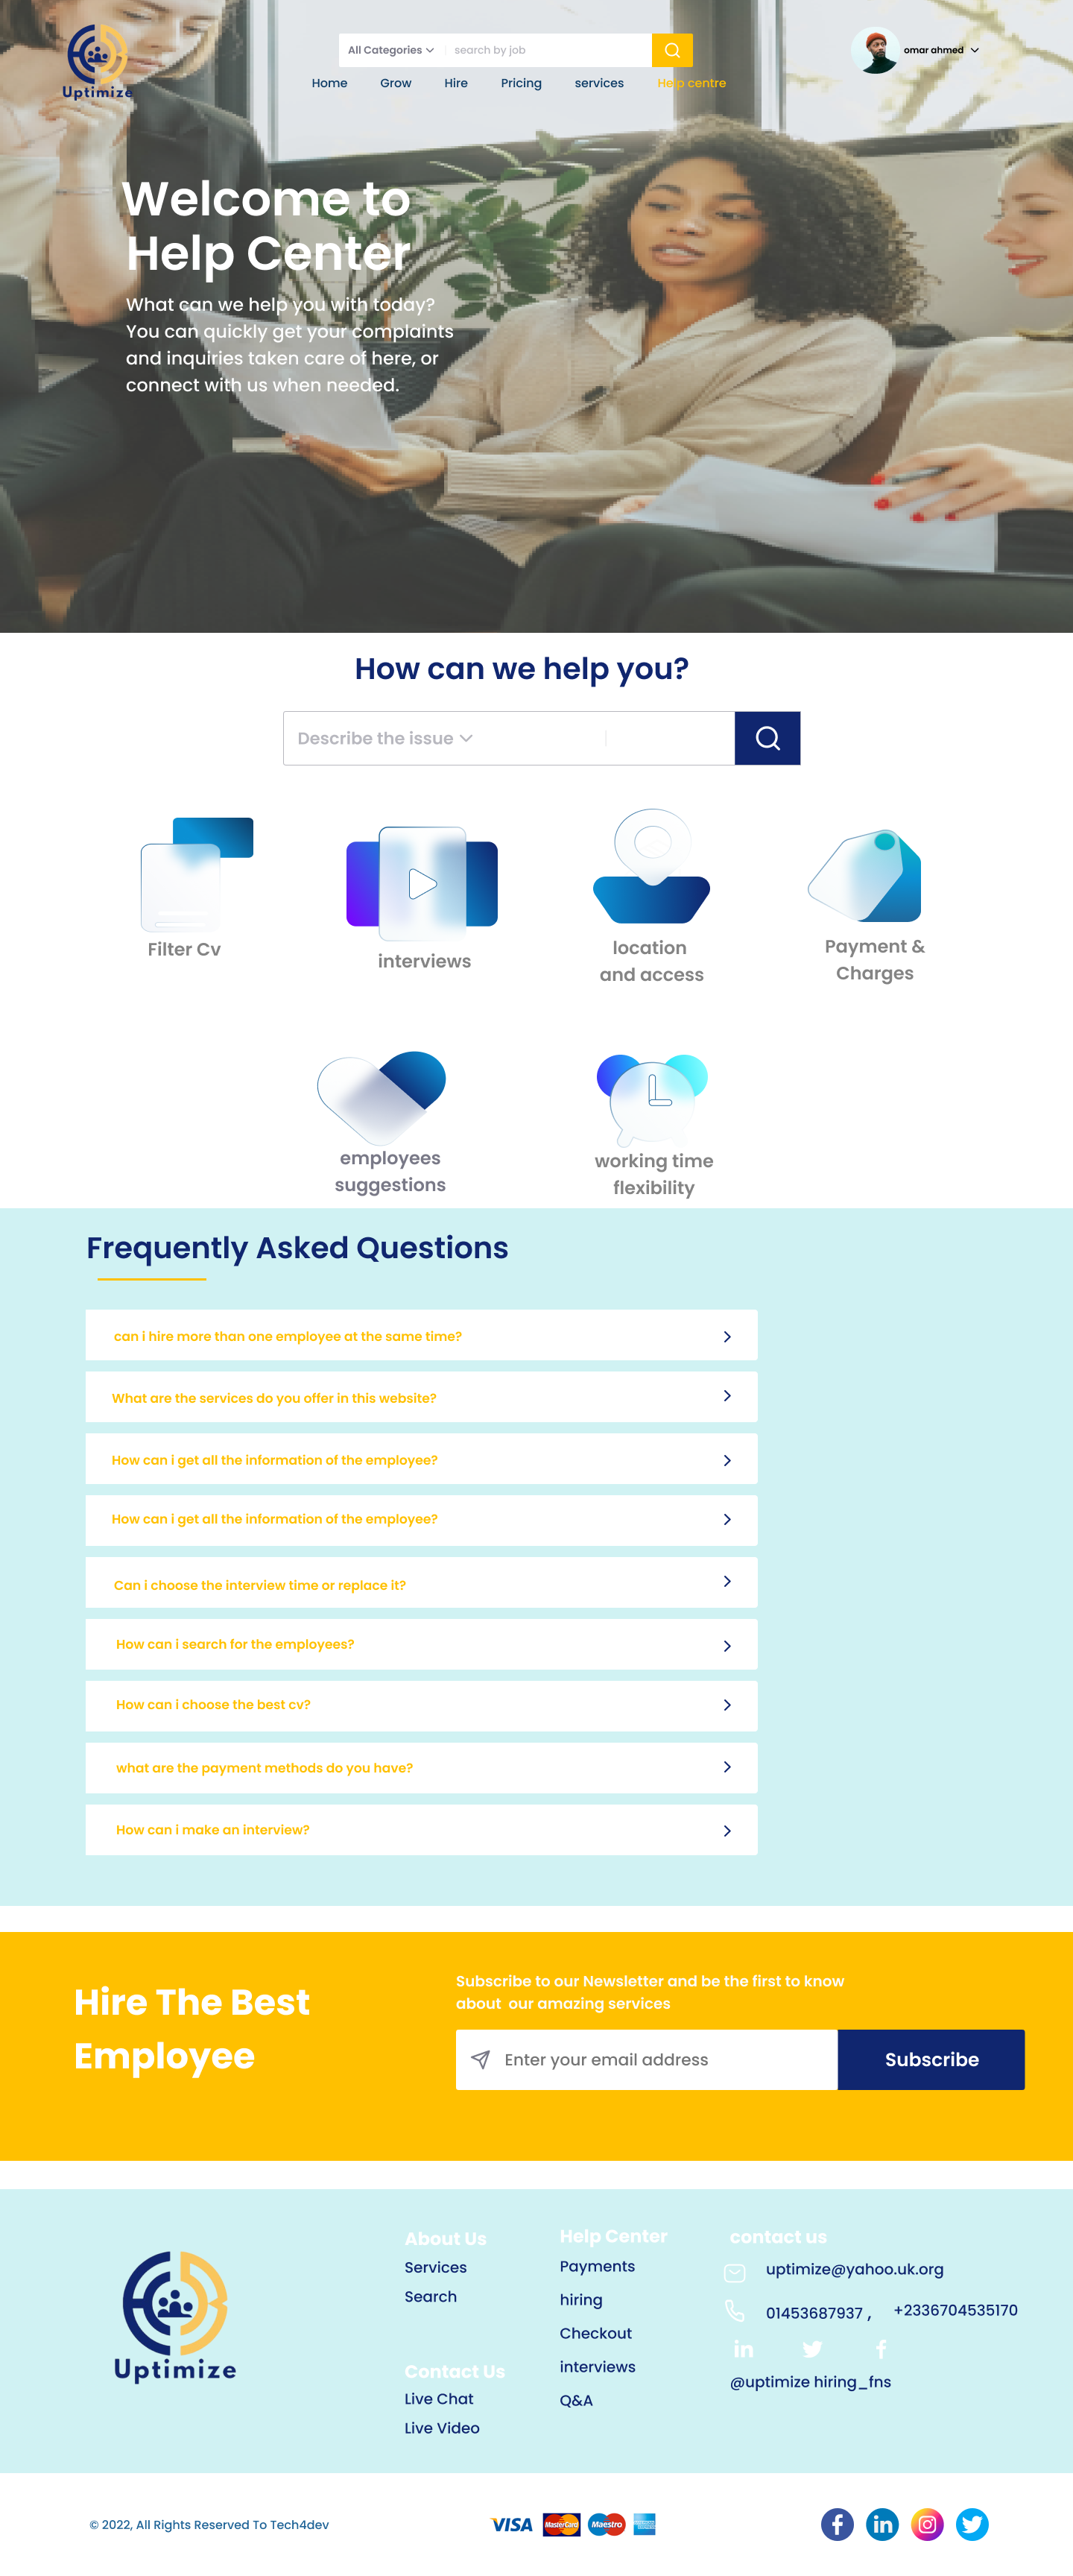 All Categories
search by job
omar ahmed
Uptimize
Home
Grow
Hire
Pricing
services
Help centre
Welcome to
Help Center
What can we help you with today?
You can quickly get your complaints
and inquiries taken care of here, or
connect with us when needed.
How can we help you?
Describe the issue
Filter Cv
interviews
location
and access
Payment &
Charges
employees
suggestions
working time
flexibility
Frequently Asked Questions
can i hire more than one employee at the same time?
What are the services do you offer in this website?
How can i get all the information of the employee?
How can i get all the information of the employee?
Can i choose the interview time or replace it?
How can i search for the employees?
How can i choose the best cv?
what are the payment methods do you have?
How can i make an interview?
Hire The Best
Employee
Subscribe to our Newsletter and be the first to know
about  our amazing services
Enter your email address
Subscribe
Uptimize
About Us
Services
Search
Contact Us
Live Chat
Live Video
Help Center
Payments
hiring
Checkout
interviews
Q&A
contact us
uptimize@yahoo.uk.org
01453687937 ,
+2336704535170
@uptimize hiring_fns
© 2022, All Rights Reserved To Tech4dev
VISA
MasterCard
Maestro